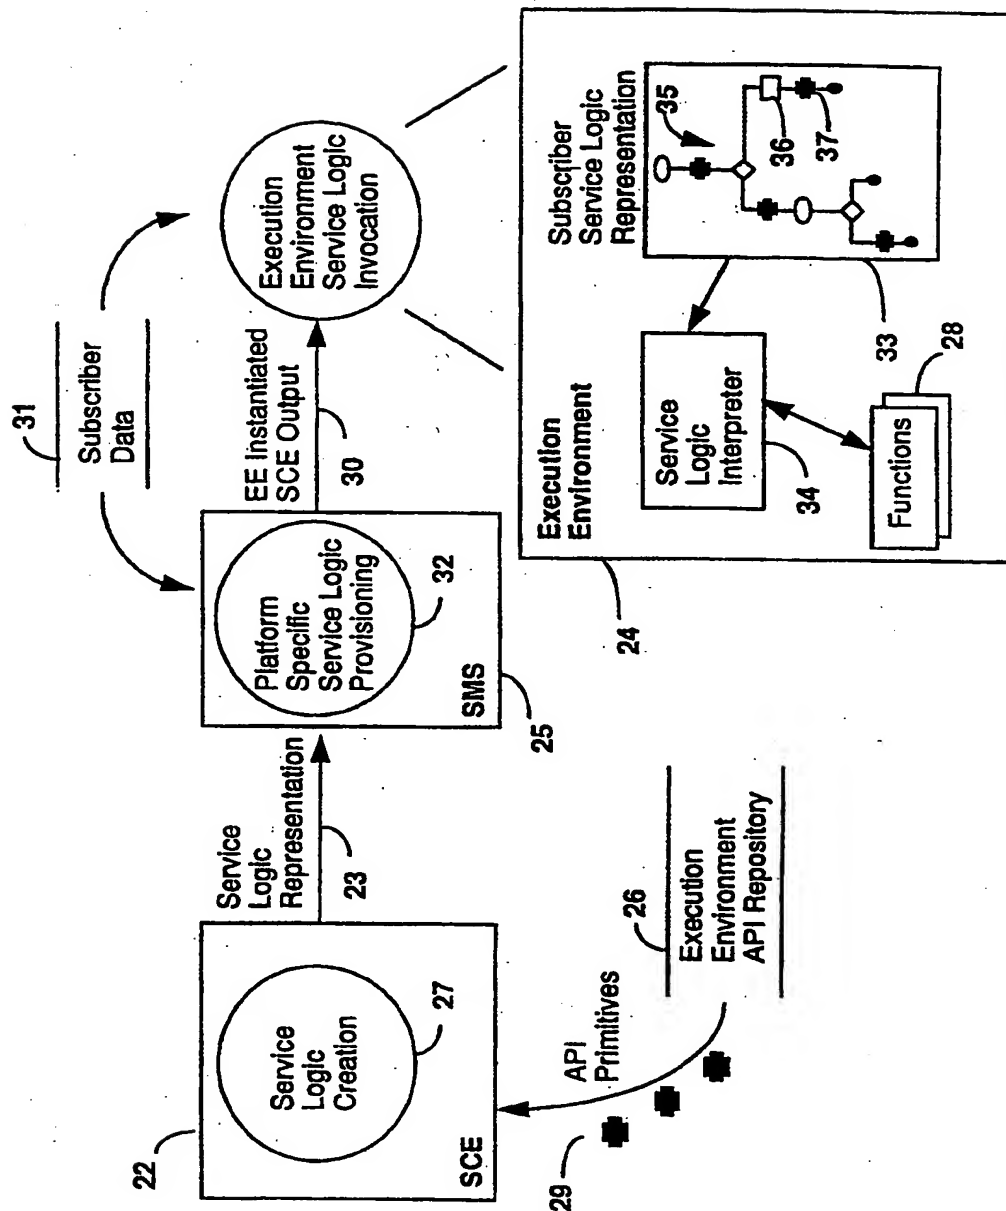 22
Service
Logic
Creation
27
SCE
Service
Logic
Representation
23
Platform
Specific
Service Logic
Provisioning
32
SMS
25
31
Subscriber
Data
EE Instantiated
SCE Output
30
Execution
Environment
Service Logic
Invocation
29
API
Primitives
26
Execution
Environment
API Repository
24
Execution
Environment
Service
Logic
Interpreter
34
Functions
28
33
Subscriber
Service Logic
Representation
35
36
37